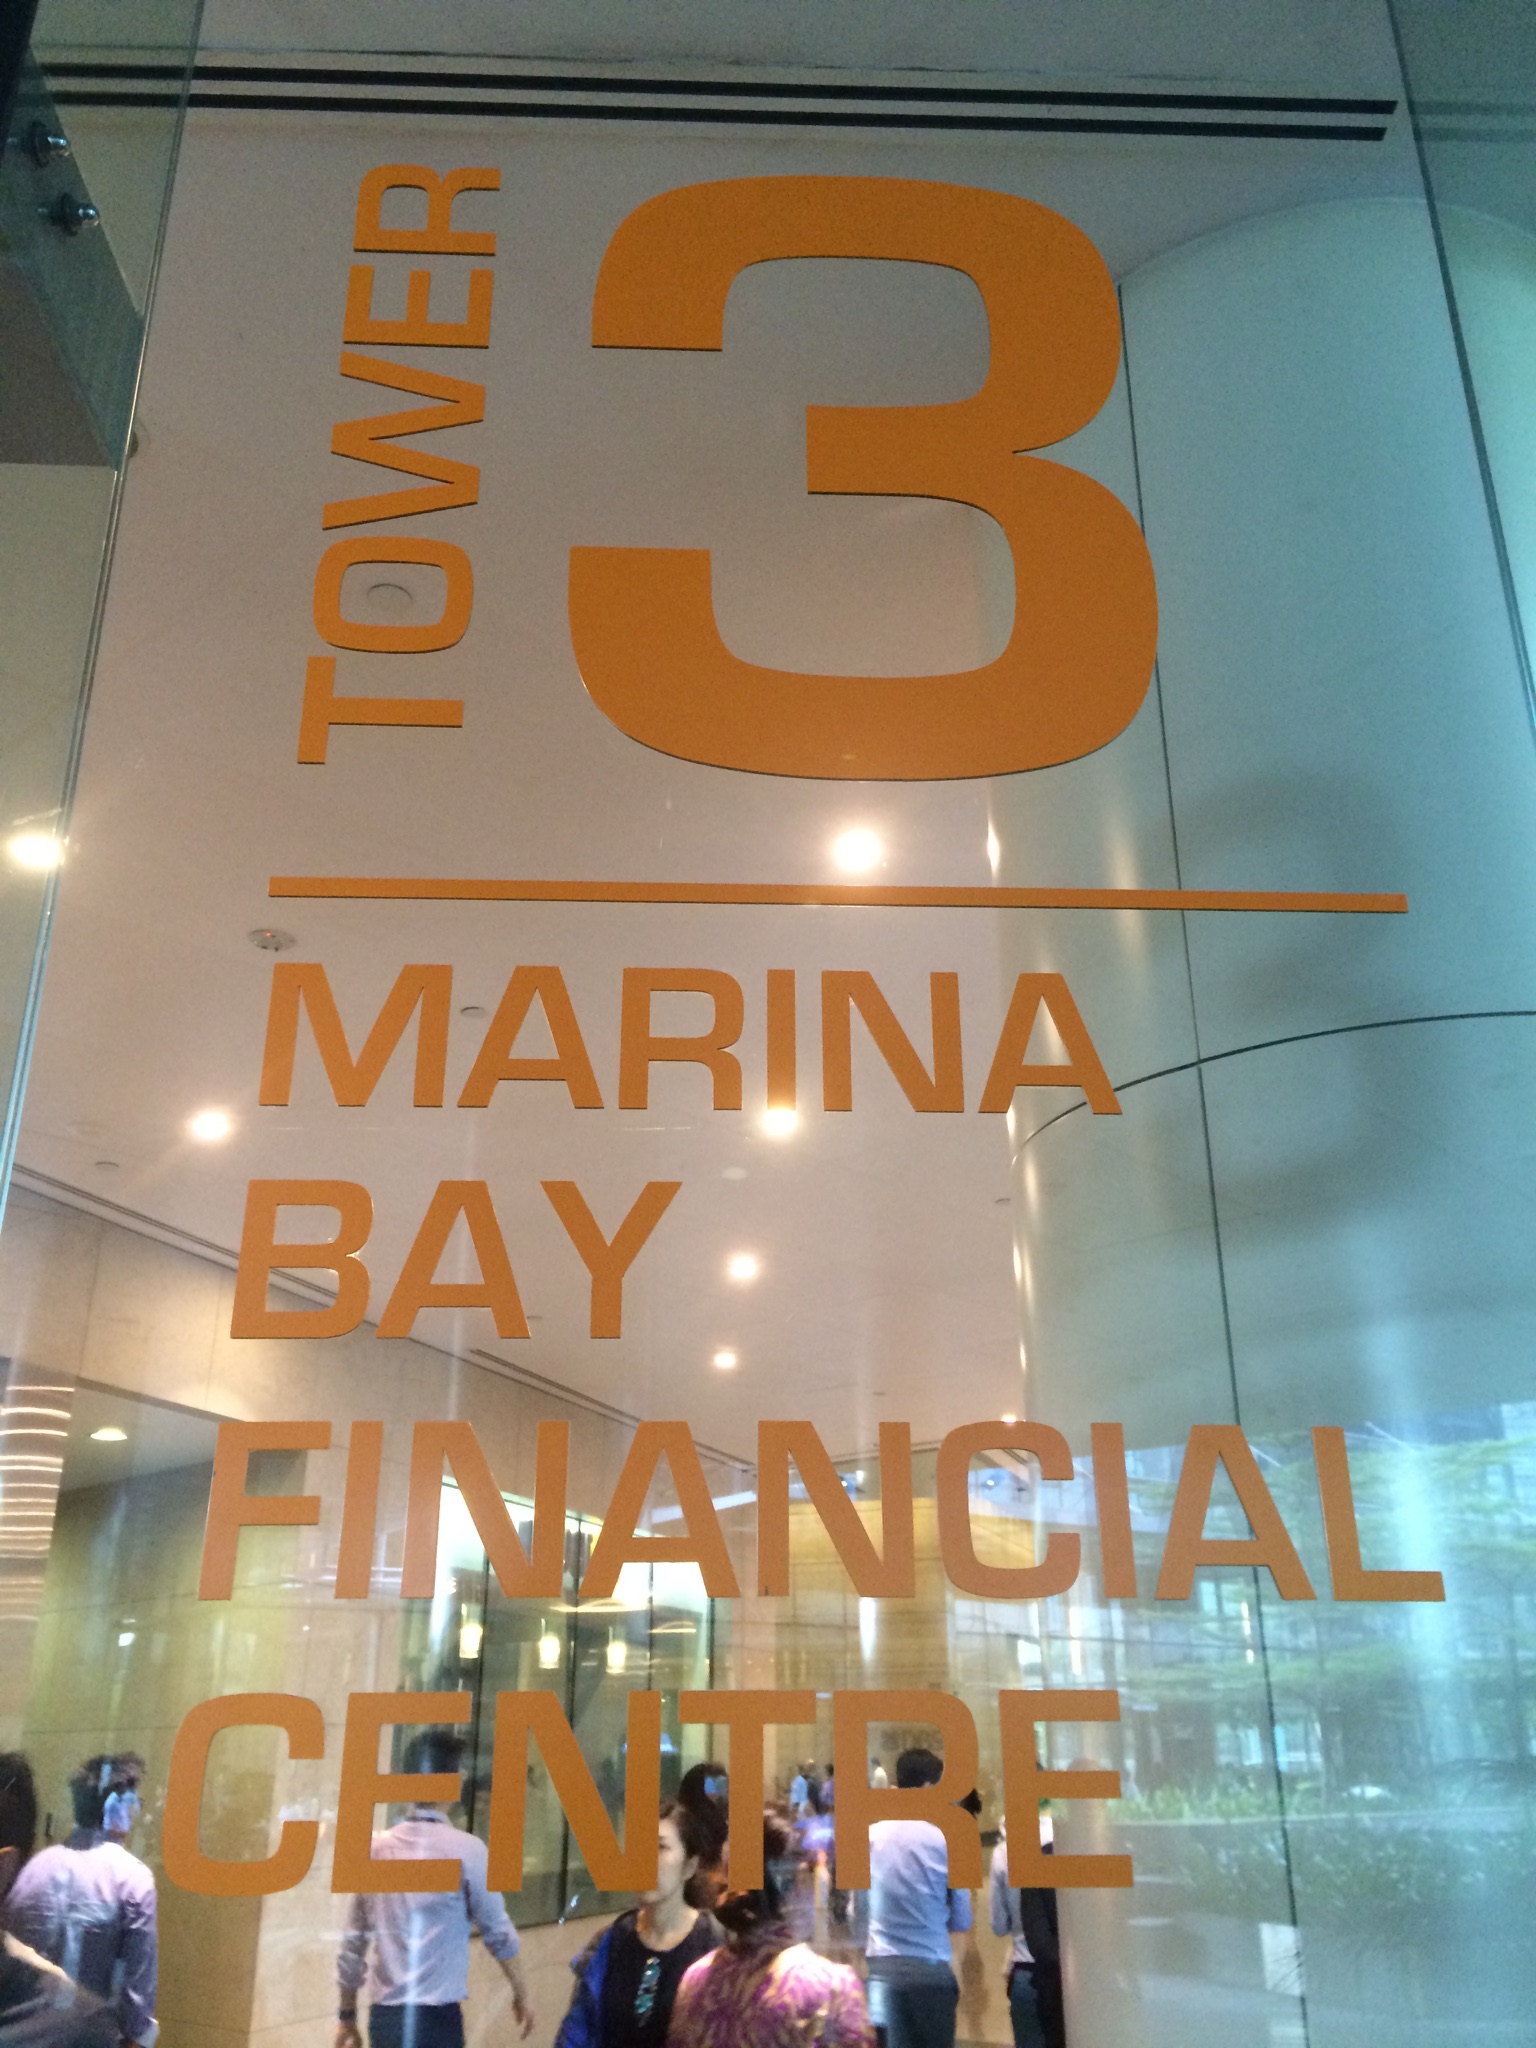 TOWER
3
MARINA
BAY
FINANCIAL
CENTRE